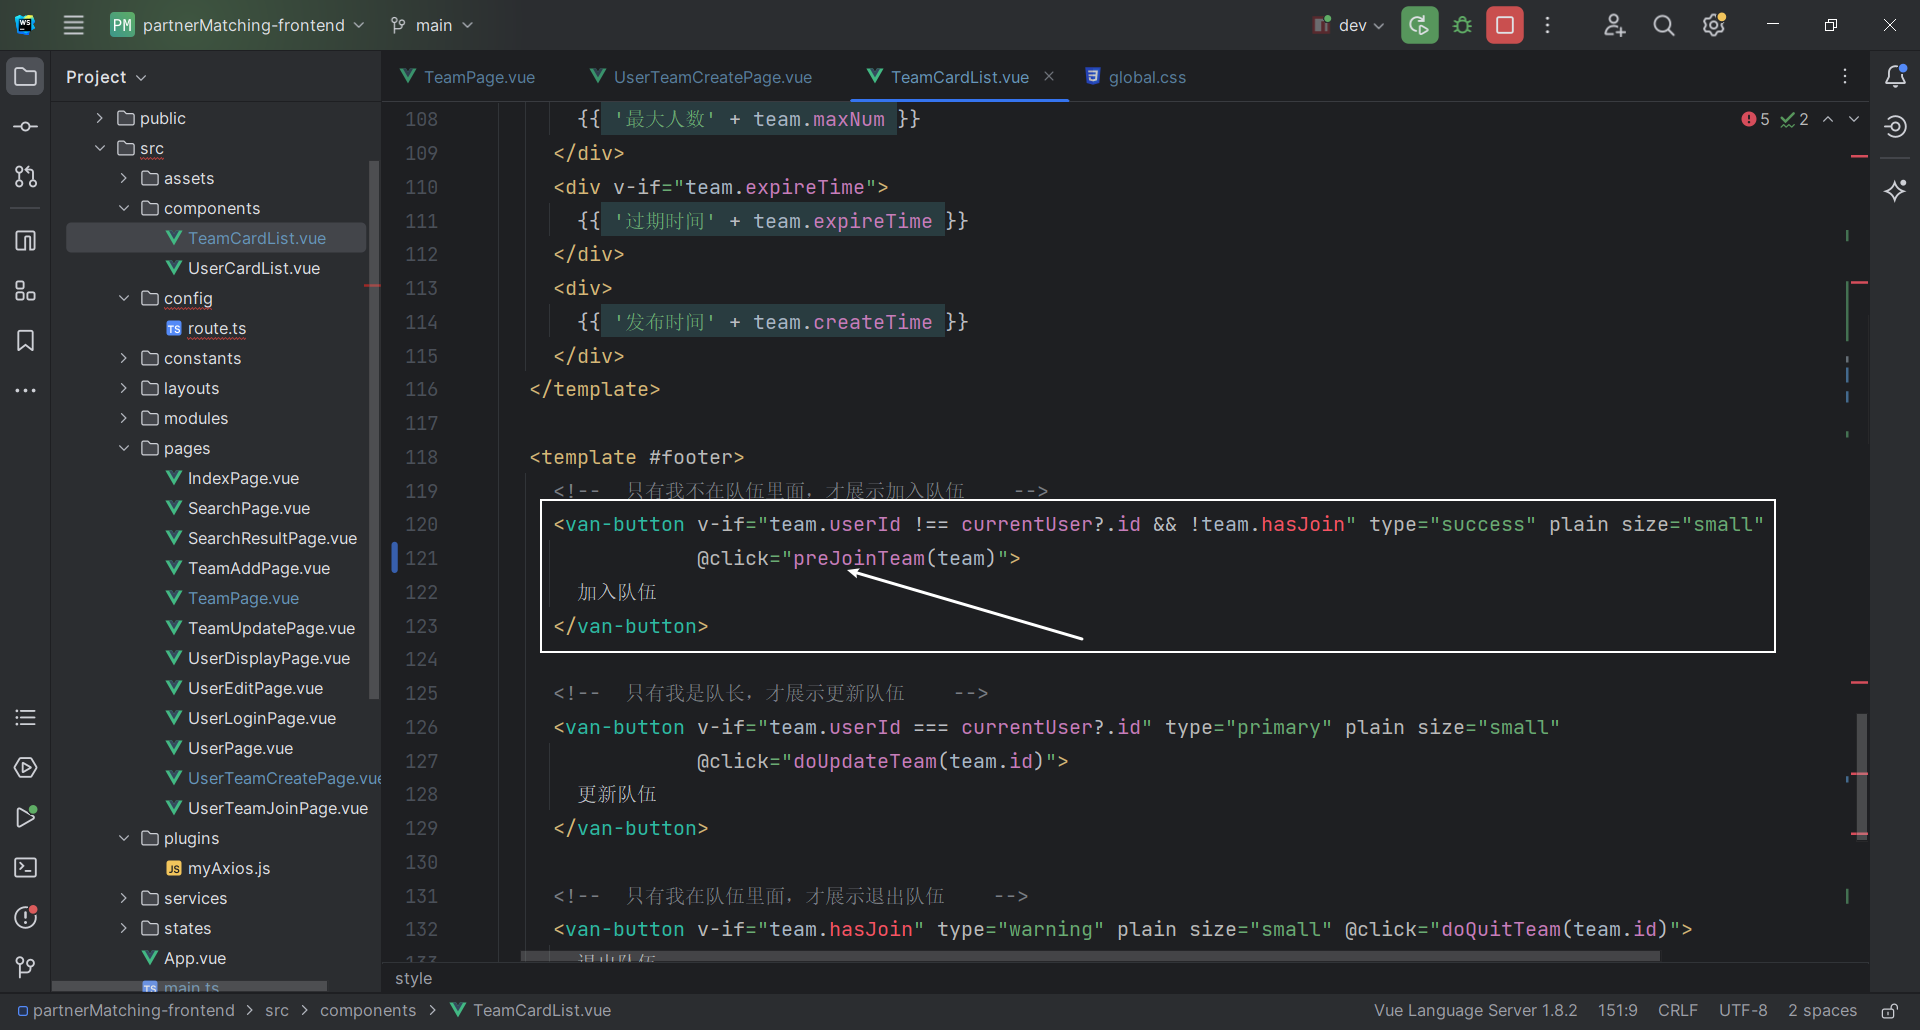 PM partnerMatching-frontend main dev
Project
TeamPage.vue UserTeamCreatePage.vue TeamCardList.vue global.css
public
src
assets
components
TeamCardList.vue
UserCardList.vue
config
TS route.ts
constants
layouts
modules
pages
IndexPage.vue
SearchPage.vue
SearchResultPage.vue
TeamAddPage.vue
TeamPage.vue
TeamUpdatePage.vue
UserDisplayPage.vue
UserEditPage.vue
UserLoginPage.vue
UserPage.vue
UserTeamCreatePage.vue
UserTeamJoinPage.vue
plugins
JS myAxios.js
services
states
App.vue
TS main.ts
5 2
108 {{ '最大人数' + team.maxNum }}
109 </div>
110 <div v-if="team.expireTime">
111 {{ '过期时间' + team.expireTime }}
112 </div>
113 <div>
114 {{ '发布时间' + team.createTime }}
115 </div>
116 </template>
117
118 <template #footer>
119 <!-- 只有我不在队伍里面，才展示加入队伍 -->
120 <van-button v-if="team.userId !== currentUser?.id && !team.hasJoin" type="success" plain size="small"
121 @click="preJoinTeam(team)">
122 加入队伍
123 </van-button>
124
125 <!-- 只有我是队长，才展示更新队伍 -->
126 <van-button v-if="team.userId === currentUser?.id" type="primary" plain size="small"
127 @click="doUpdateTeam(team.id)">
128 更新队伍
129 </van-button>
130
131 <!-- 只有我在队伍里面，才展示退出队伍 -->
132 <van-button v-if="team.hasJoin" type="warning" plain size="small" @click="doQuitTeam(team.id)">
133 退出队伍
style
partnerMatching-frontend > src > components > TeamCardList.vue
Vue Language Server 1.8.2 151:9 CRLF UTF-8 2 spaces